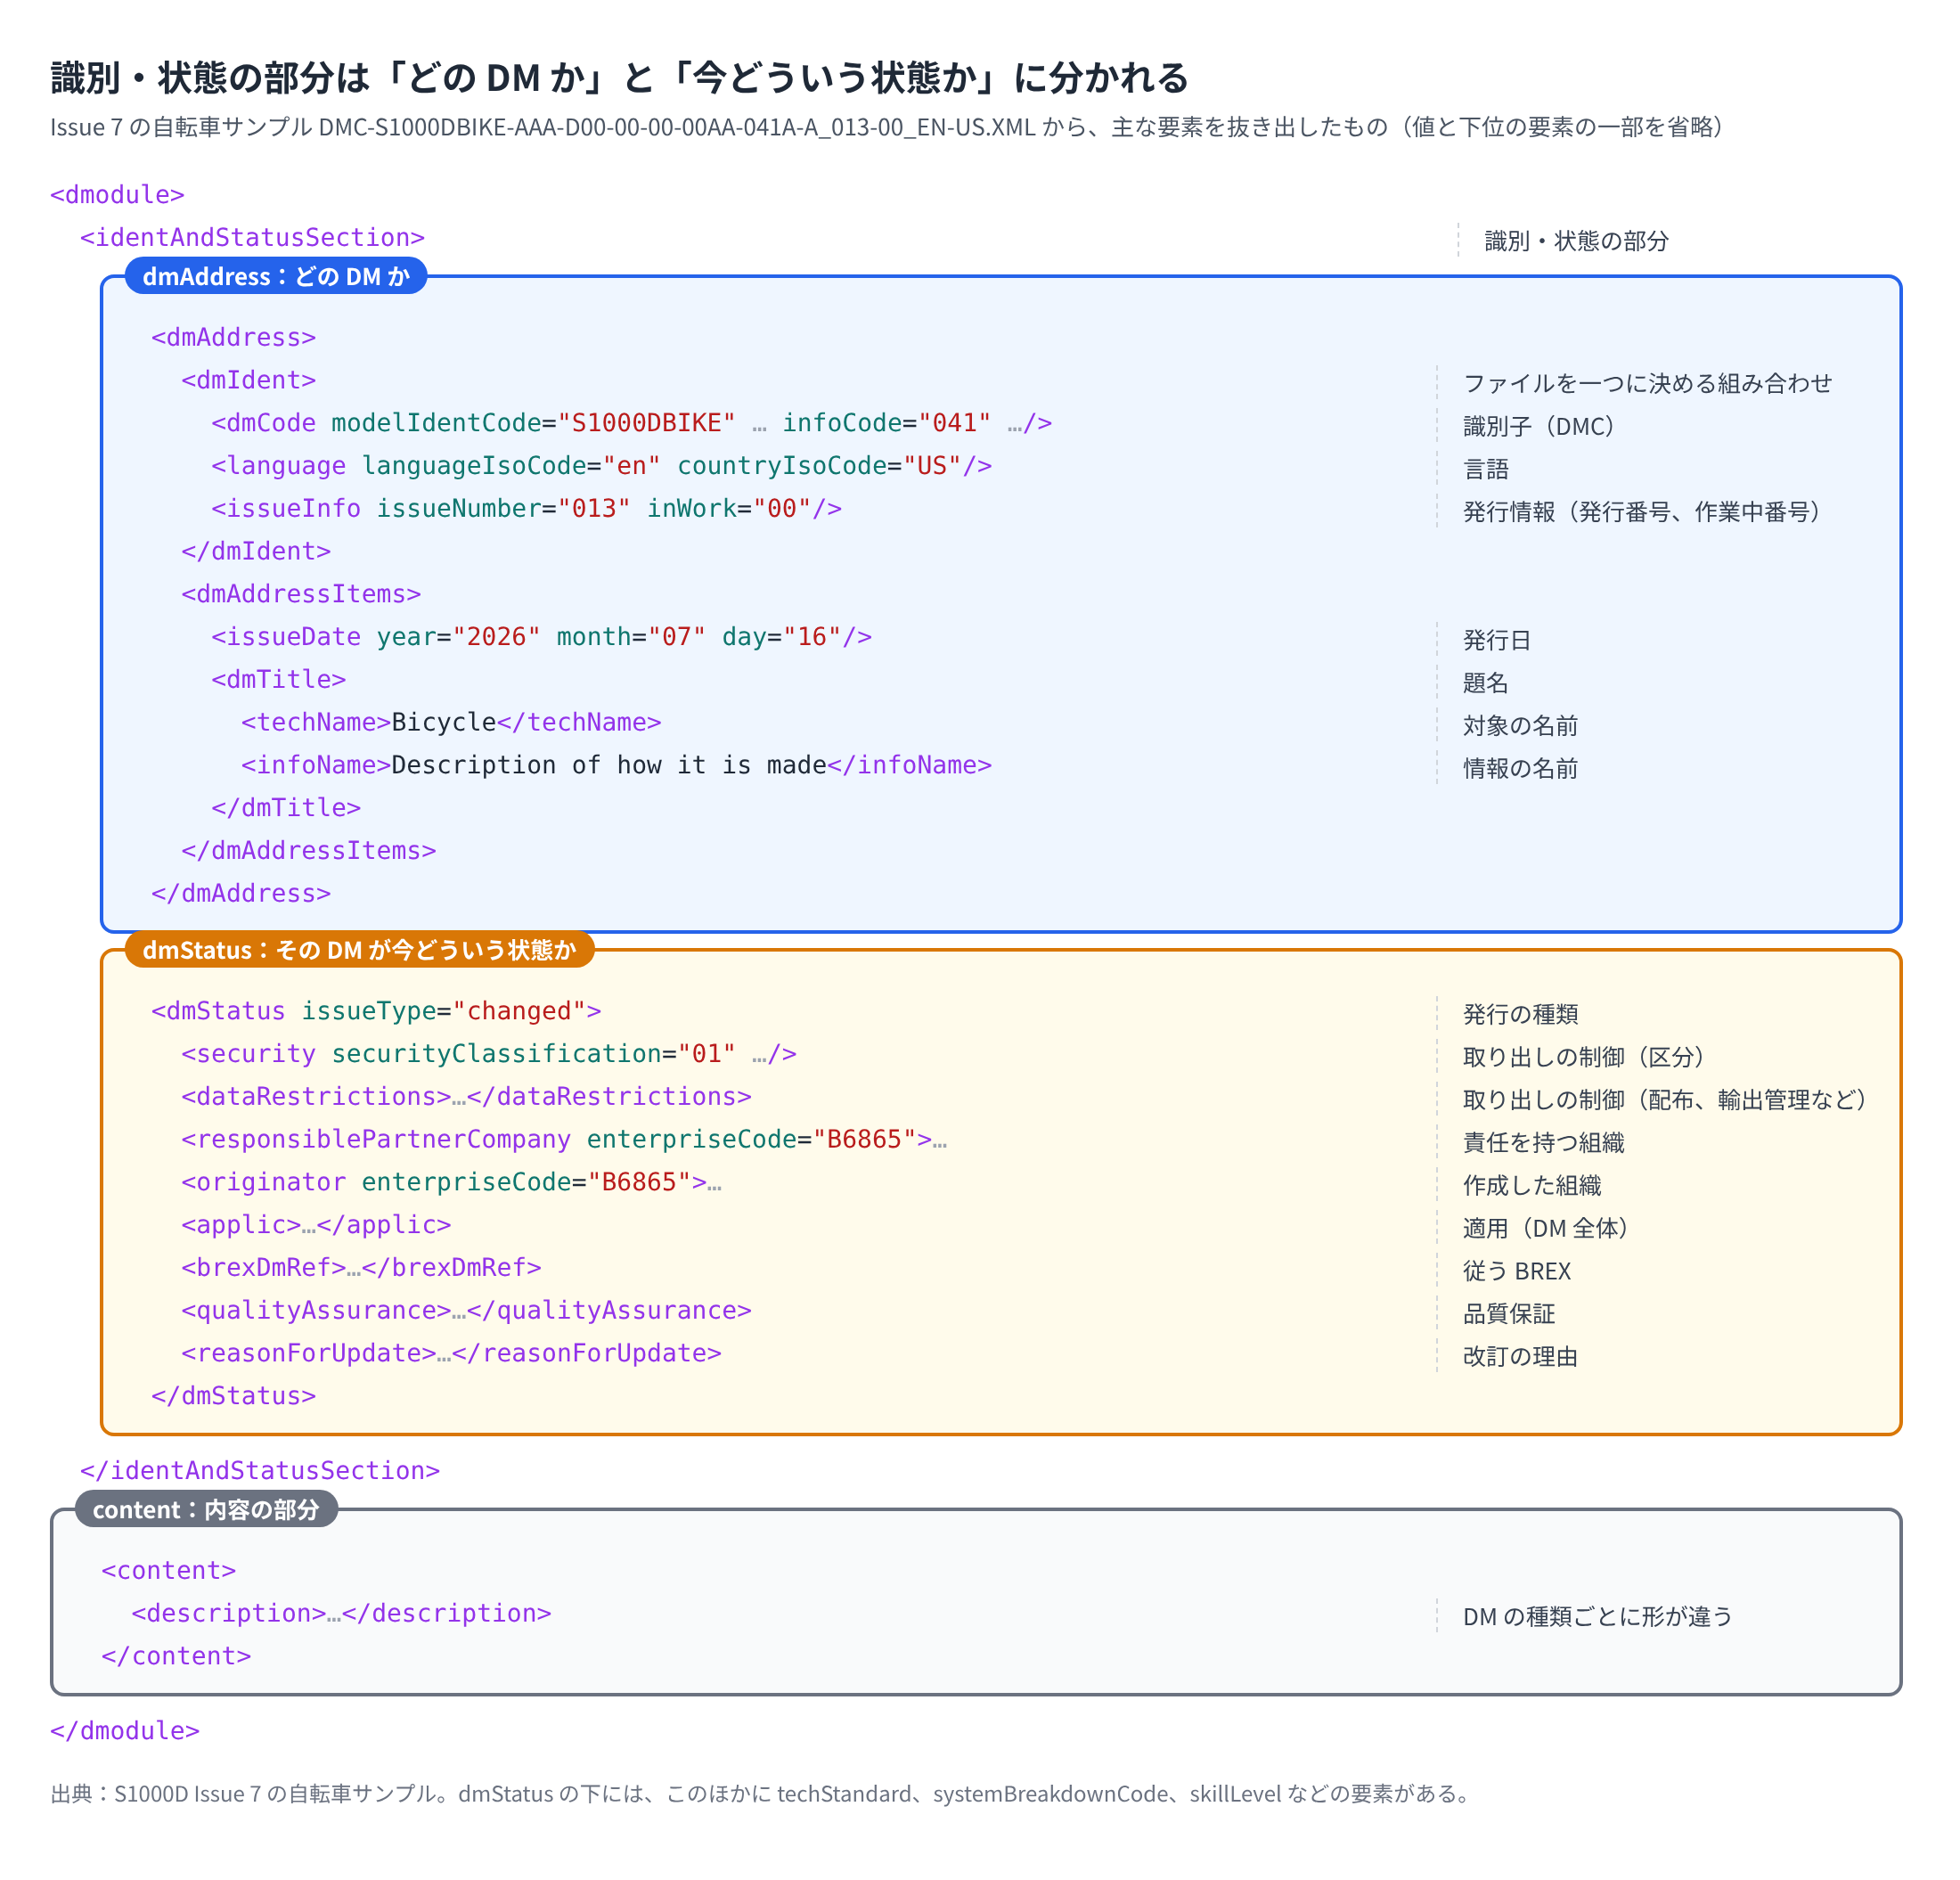 識別・状態の部分は「どの DM か」と「今どういう状態か」に分かれる
Issue 7 の自転車サンプル DMC-S1000DBIKE-AAA-D00-00-00-00AA-041A-A_013-00_EN-US.XML から、主な要素を抜き出したもの（値と下位の要素の一部を省略）
<dmodule>
<identAndStatusSection> 識別・状態の部分
dmAddress：どの DM か
<dmAddress>
<dmIdent> ファイルを一つに決める組み合わせ
<dmCode modelIdentCode="S1000DBIKE" … infoCode="041" …/> 識別子（DMC）
<language languageIsoCode="en" countryIsoCode="US"/> 言語
<issueInfo issueNumber="013" inWork="00"/> 発行情報（発行番号、作業中番号）
</dmIdent>
<dmAddressItems>
<issueDate year="2026" month="07" day="16"/> 発行日
<dmTitle> 題名
<techName>Bicycle</techName> 対象の名前
<infoName>Description of how it is made</infoName> 情報の名前
</dmTitle>
</dmAddressItems>
</dmAddress>
dmStatus：その DM が今どういう状態か
<dmStatus issueType="changed"> 発行の種類
<security securityClassification="01" …/> 取り出しの制御（区分）
<dataRestrictions>…</dataRestrictions> 取り出しの制御（配布、輸出管理など）
<responsiblePartnerCompany enterpriseCode="B6865">… 責任を持つ組織
<originator enterpriseCode="B6865">… 作成した組織
<applic>…</applic> 適用（DM 全体）
<brexDmRef>…</brexDmRef> 従う BREX
<qualityAssurance>…</qualityAssurance> 品質保証
<reasonForUpdate>…</reasonForUpdate> 改訂の理由
</dmStatus>
</identAndStatusSection>
content：内容の部分
<content>
<description>…</description> DM の種類ごとに形が違う
</content>
</dmodule>
出典：S1000D Issue 7 の自転車サンプル。dmStatus の下には、このほかに techStandard、systemBreakdownCode、skillLevel などの要素がある。